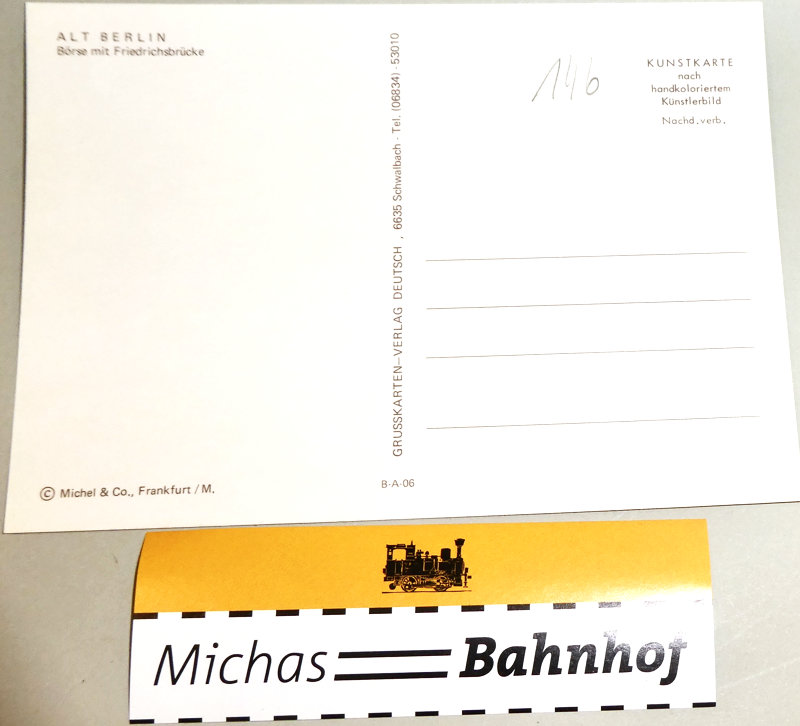 ALT BERLIN
Börse mit Friedrichsbrücke
GRUSSKARTEN–VERLAG DEUTSCH , 6635 Schwalbach - Tel. (06834) - 53010
14b
KUNSTKARTE
nach
handkoloriertem
Künstlerbild
Nachd.verb.
© Michel & Co., Frankfurt / M.
B-A-06
Michas Bahnhof